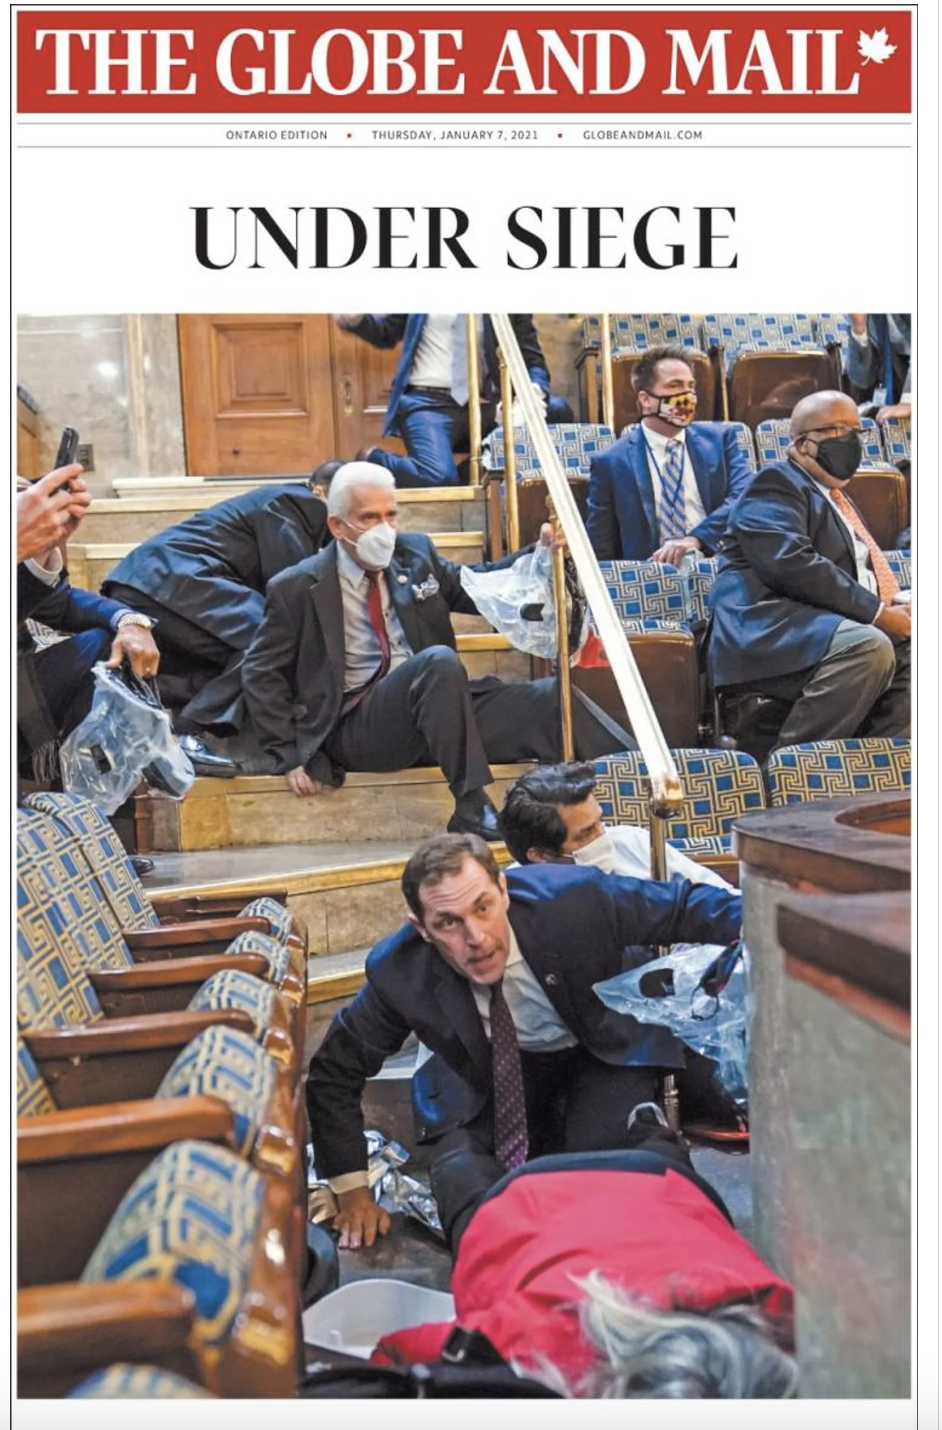 THE GLOBE AND MAIL
ONTARIO EDITION ▪ THURSDAY, JANUARY 7, 2021 ▪ GLOBEANDMAIL.COM
UNDER SIEGE